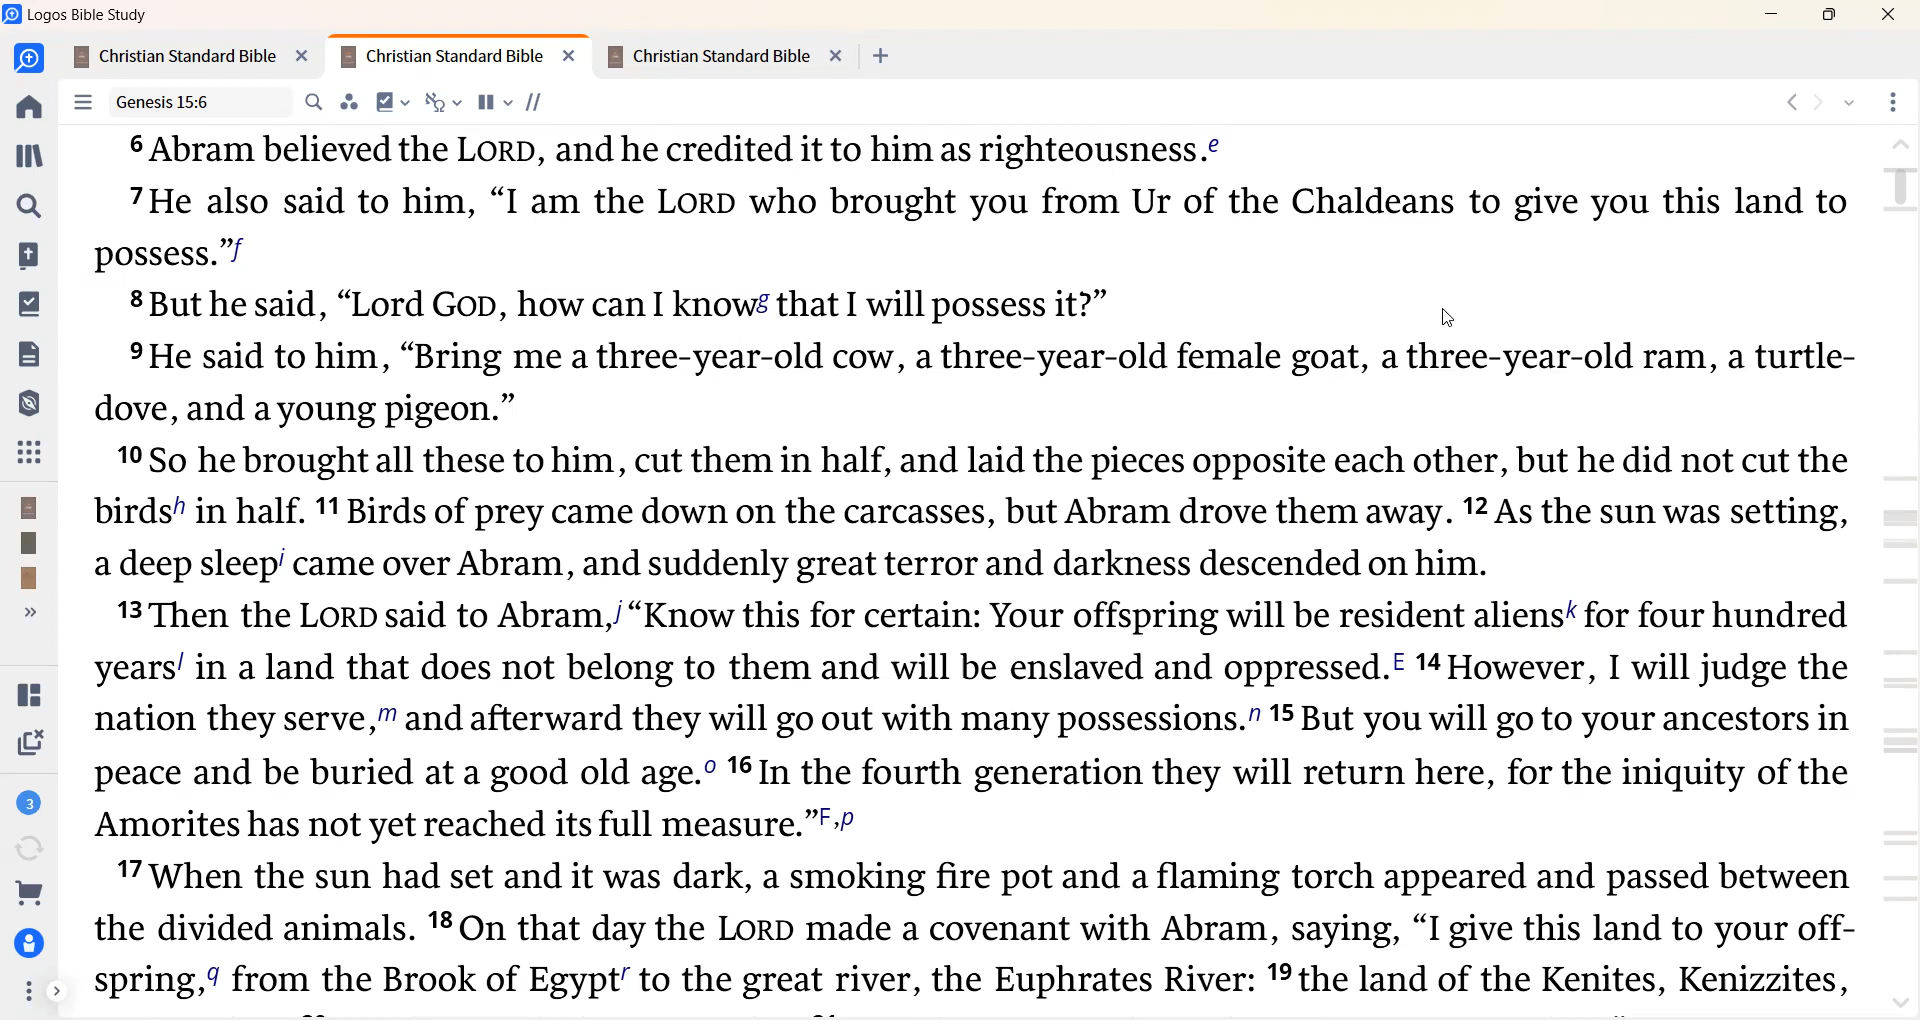 Logos Bible Study
Christian Standard Bible
Christian Standard Bible
Christian Standard Bible
Genesis 15:6
6 Abram believed the LORD, and he credited it to him as righteousness.e
7 He also said to him, “I am the LORD who brought you from Ur of the Chaldeans to give you this land to
possess.”f
8 But he said, “Lord GOD, how can I knowg that I will possess it?”
9 He said to him, “Bring me a three-year-old cow, a three-year-old female goat, a three-year-old ram, a turtle-
dove, and a young pigeon.”
10 So he brought all these to him, cut them in half, and laid the pieces opposite each other, but he did not cut the
birdsh in half. 11 Birds of prey came down on the carcasses, but Abram drove them away. 12 As the sun was setting,
a deep sleepi came over Abram, and suddenly great terror and darkness descended on him.
13 Then the LORD said to Abram,j “Know this for certain: Your offspring will be resident aliensk for four hundred
yearsl in a land that does not belong to them and will be enslaved and oppressed.E 14 However, I will judge the
nation they serve,m and afterward they will go out with many possessions.n 15 But you will go to your ancestors in
peace and be buried at a good old age.o 16 In the fourth generation they will return here, for the iniquity of the
Amorites has not yet reached its full measure.”F,p
17 When the sun had set and it was dark, a smoking fire pot and a flaming torch appeared and passed between
the divided animals. 18 On that day the LORD made a covenant with Abram, saying, “I give this land to your off-
spring,q from the Brook of Egyptr to the great river, the Euphrates River: 19 the land of the Kenites, Kenizzites,
3